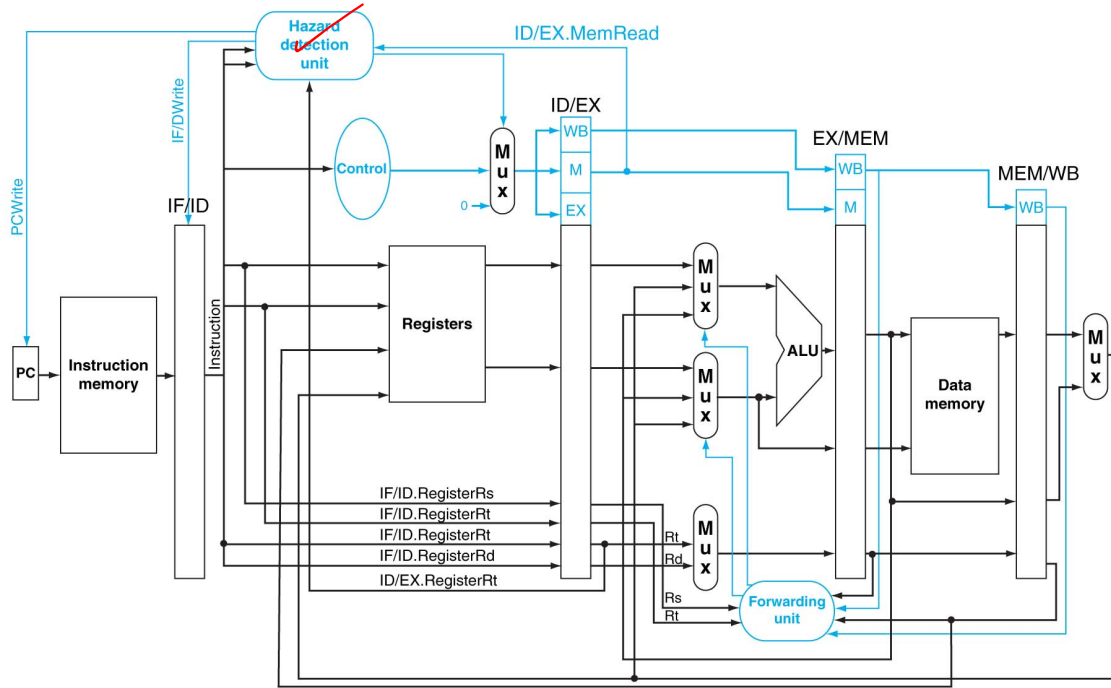 Hazard
detection
unit
ID/EX.MemRead
PCWrite
IF/DWrite
ID/EX
WB
M
EX
Control
0
Mux
EX/MEM
WB
M
MEM/WB
WB
IF/ID
Instruction
PC
Instruction
memory
Registers
Mux
Mux
ALU
Data
memory
Mux
IF/ID.RegisterRs
IF/ID.RegisterRt
IF/ID.RegisterRt
IF/ID.RegisterRd
ID/EX.RegisterRt
Rt
Rd
Mux
Rs
Rt
Forwarding
unit